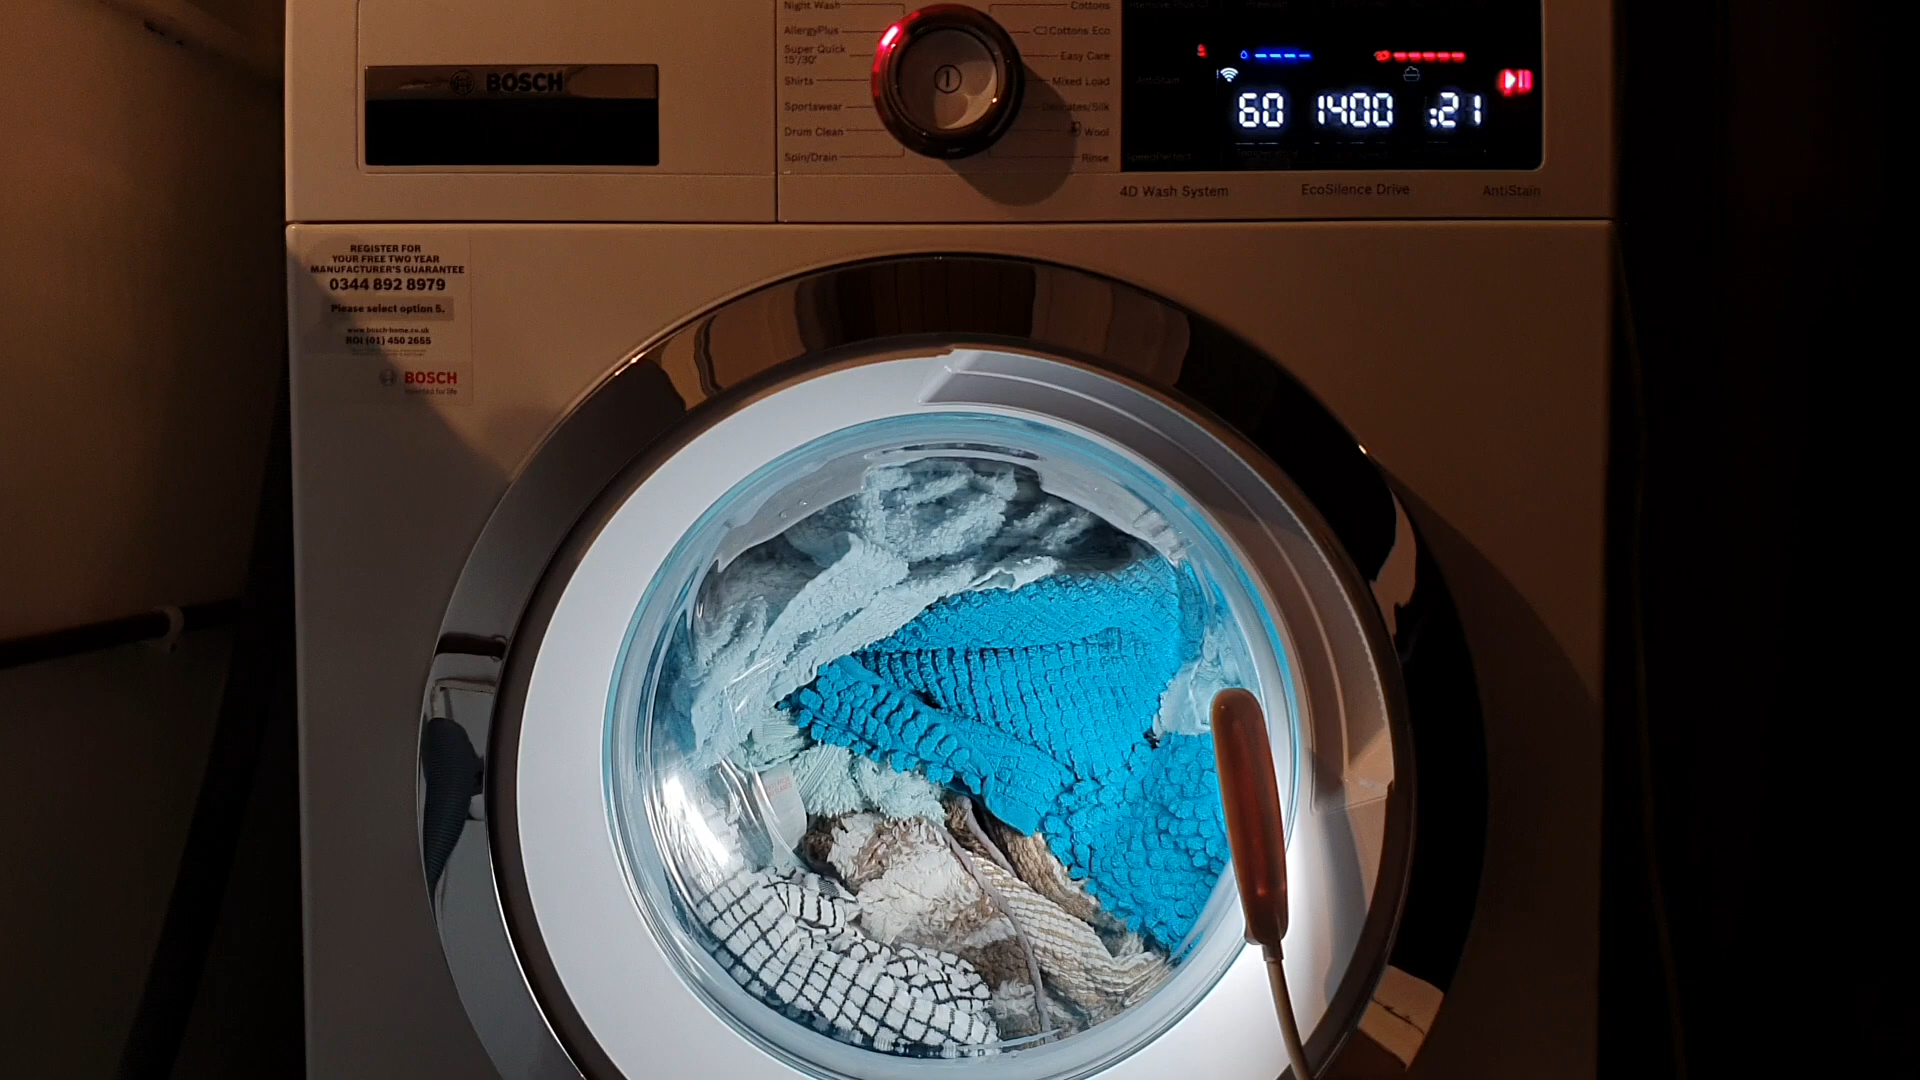 BOSCH
Night Wash
AllergyPlus
Super Quick
15'/30'
Shirts
Sportswear
Drum Clean
Spin/Drain
Cottons
Cottons Eco
Easy Care
Mixed Load
Delicates/Silk
Wool
Rinse
60 1400 :21
4D Wash System EcoSilence Drive AntiStain
REGISTER FOR
YOUR FREE TWO YEAR
MANUFACTURER'S GUARANTEE
0344 892 8979
Please select option 5.
www.bosch-home.co.uk
ROI (01) 450 2655
BOSCH
Invented for life